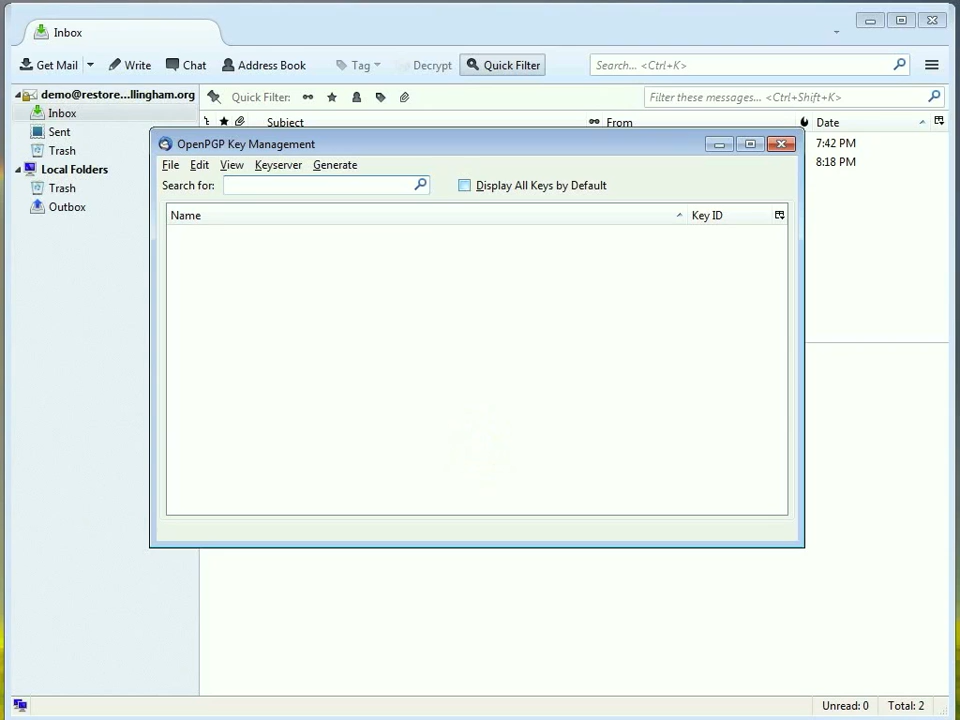 Inbox
Get Mail Write Chat Address Book Tag Decrypt Quick Filter Search... <Ctrl+K>
demo@restore...llingham.org
Quick Filter: Filter these messages... <Ctrl+Shift+K>
Inbox
Subject From Date
Sent
7:42 PM
Trash
8:18 PM
Local Folders
Trash
Outbox
OpenPGP Key Management
File Edit View Keyserver Generate
Search for: Display All Keys by Default
Name Key ID
Unread: 0 Total: 2